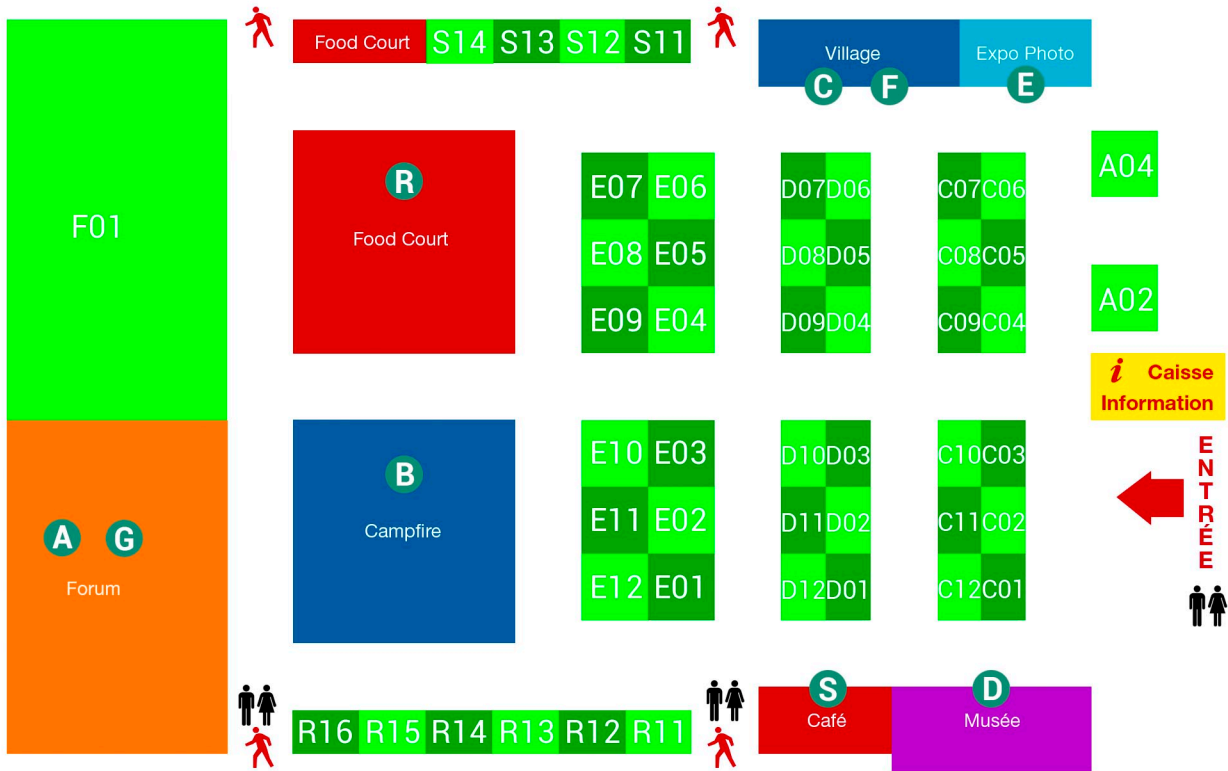 Food Court S14 S13 S12 S11
Village Expo Photo
C F E
F01
R
Food Court
E07 E06 D07 D06 C07 C06 A04
E08 E05 D08 D05 C08 C05
E09 E04 D09 D04 C09 C04 A02
i Caisse
Information
ENTRÉE
B
Campfire
E10 E03 D10 D03 C10 C03
E11 E02 D11 D02 C11 C02
E12 E01 D12 D01 C12 C01
A G
Forum
R16 R15 R14 R13 R12 R11
S D
Café Musée